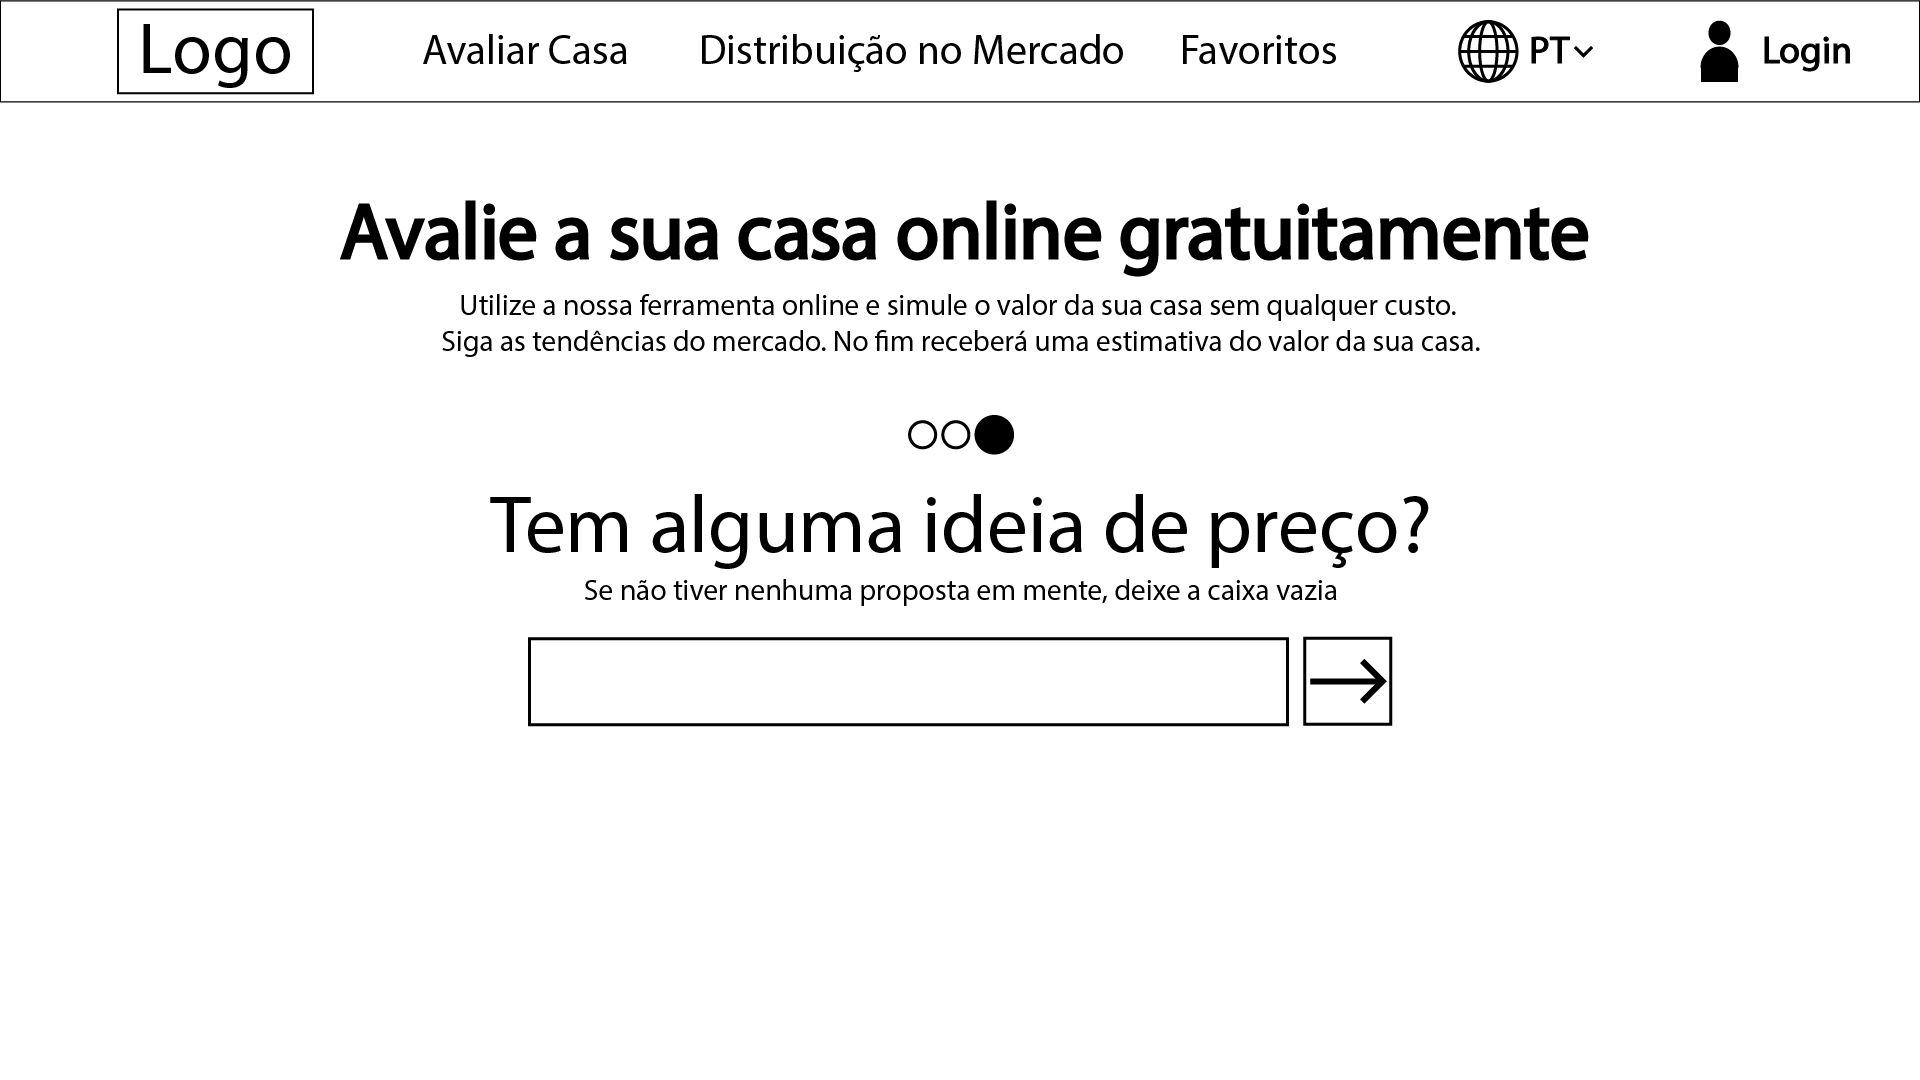 Logo
Avaliar Casa
Distribuição no Mercado
Favoritos
PT
Login
Avalie a sua casa online gratuitamente
Utilize a nossa ferramenta online e simule o valor da sua casa sem qualquer custo.
Siga as tendências do mercado. No fim receberá uma estimativa do valor da sua casa.
Tem alguma ideia de preço?
Se não tiver nenhuma proposta em mente, deixe a caixa vazia